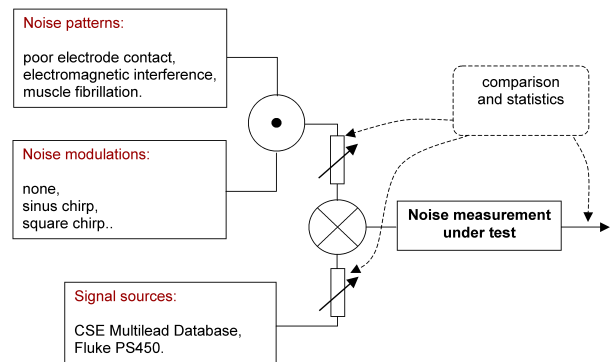 Noise patterns:
poor electrode contact,
electromagnetic interference,
muscle fibrillation.
Noise modulations:
none,
sinus chirp,
square chirp..
Signal sources:
CSE Multilead Database,
Fluke PS450.
comparison
and statistics
Noise measurement
under test